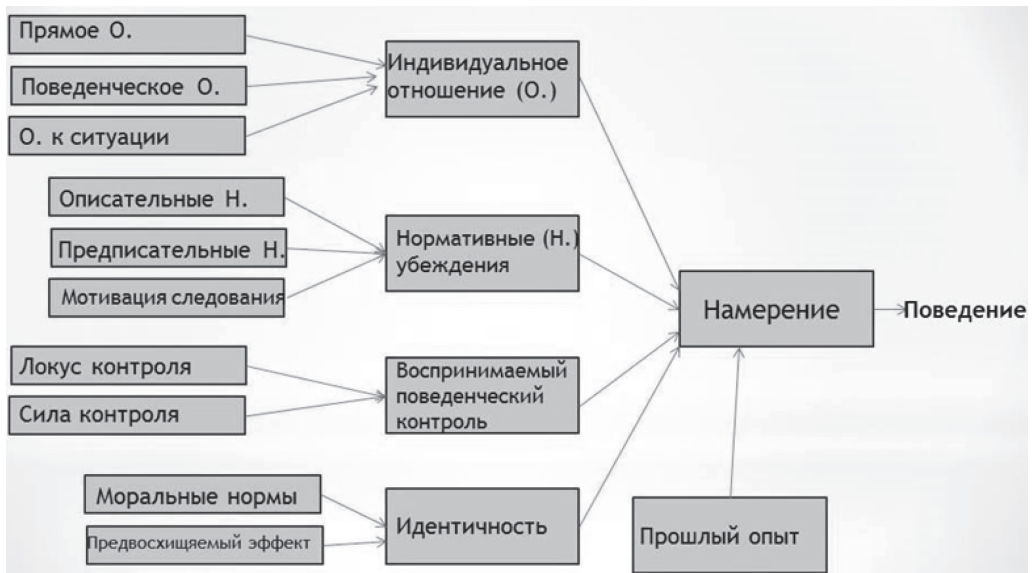 Прямое О.
Поведенческое О.
О. к ситуации
Индивидуальное
отношение (О.)
Описательные Н.
Предписательные Н.
Мотивация следования
Нормативные (Н.)
убеждения
Локус контроля
Сила контроля
Воспринимаемый
поведенческий
контроль
Моральные нормы
Предвосхищяемый эффект
Идентичность
Прошлый опыт
Намерение
Поведение